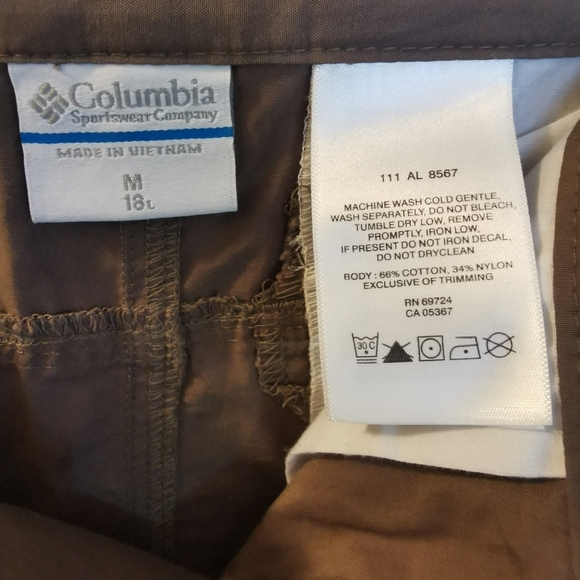 Columbia
Sportswear Company
MADE IN VIETNAM
M
18L
111 AL 8567
MACHINE WASH COLD GENTLE,
WASH SEPARATELY, DO NOT BLEACH,
TUMBLE DRY LOW, REMOVE
PROMPTLY, IRON LOW,
IF PRESENT DO NOT IRON DECAL,
DO NOT DRYCLEAN
BODY : 66% COTTON, 34% NYLON
EXCLUSIVE OF TRIMMING
RN 69724
CA 05367
30C